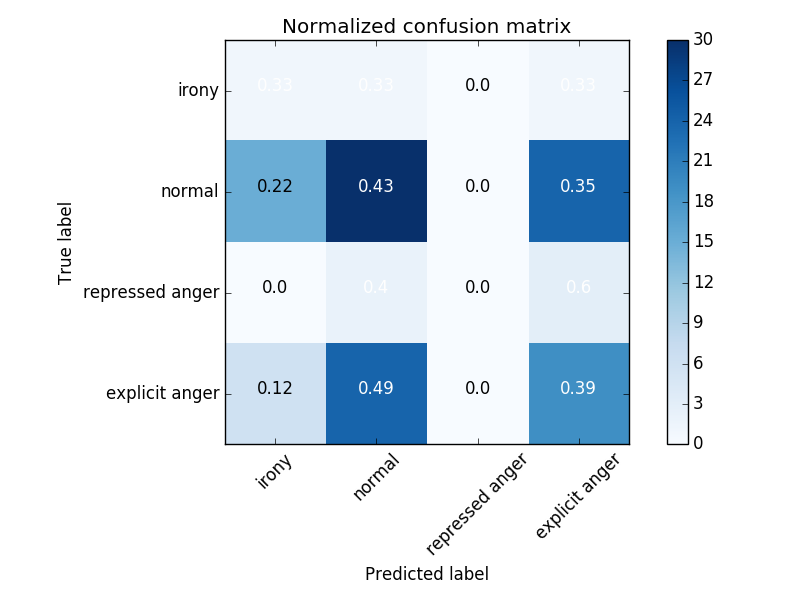 Normalized confusion matrix
True label
irony
normal
repressed anger
explicit anger
0.33 0.33 0.0 0.33
0.22 0.43 0.0 0.35
0.0 0.4 0.0 0.6
0.12 0.49 0.0 0.39
irony
normal
repressed anger
explicit anger
Predicted label
30
27
24
21
18
15
12
9
6
3
0